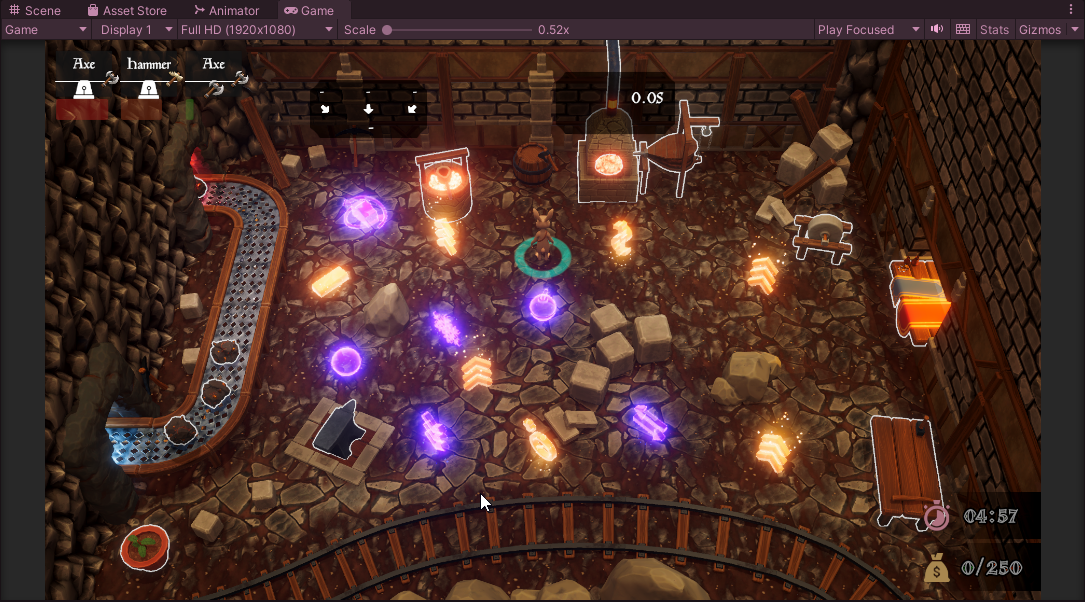 Scene Asset Store Animator Game
Game Display 1 Full HD (1920x1080) Scale 0.52x Play Focused Stats Gizmos
Axe Hammer Axe
0.05
04:57
$
0/250